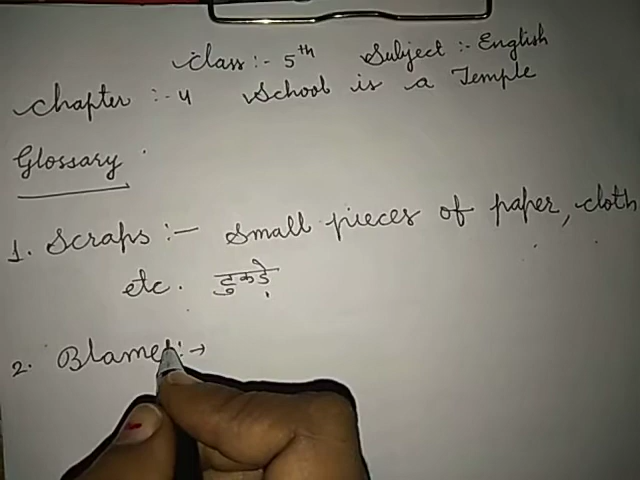 Class:- 5th Subject :- English
Chapter :- 4 School is a Temple
Glossary
1. Scraps :- Small pieces of paper, cloth
etc. टुकड़े
2. Blamed :→